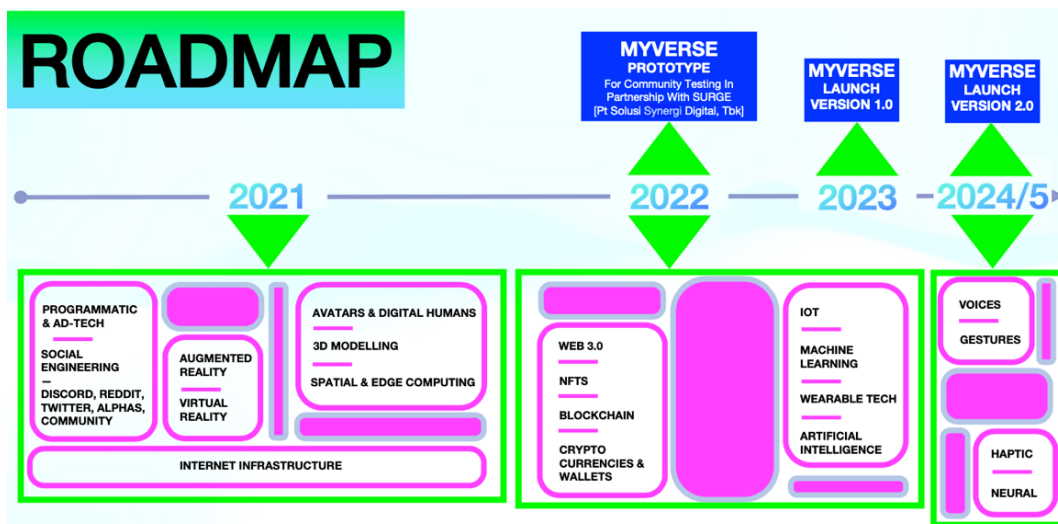 ROADMAP
MYVERSE
PROTOTYPE
For Community Testing In
Partnership With SURGE
[Pt Solusi Synergi Digital, Tbk]
MYVERSE
LAUNCH
VERSION 1.0
MYVERSE
LAUNCH
VERSION 2.0
2021
2022
2023
2024/5
PROGRAMMATIC
& AD-TECH
SOCIAL
ENGINEERING
–
DISCORD, REDDIT,
TWITTER, ALPHAS,
COMMUNITY
AUGMENTED
REALITY
VIRTUAL
REALITY
AVATARS & DIGITAL HUMANS
3D MODELLING
SPATIAL & EDGE COMPUTING
INTERNET INFRASTRUCTURE
WEB 3.0
NFTS
BLOCKCHAIN
CRYPTO
CURRENCIES &
WALLETS
IOT
MACHINE
LEARNING
WEARABLE TECH
ARTIFICIAL
INTELLIGENCE
VOICES
GESTURES
HAPTIC
NEURAL